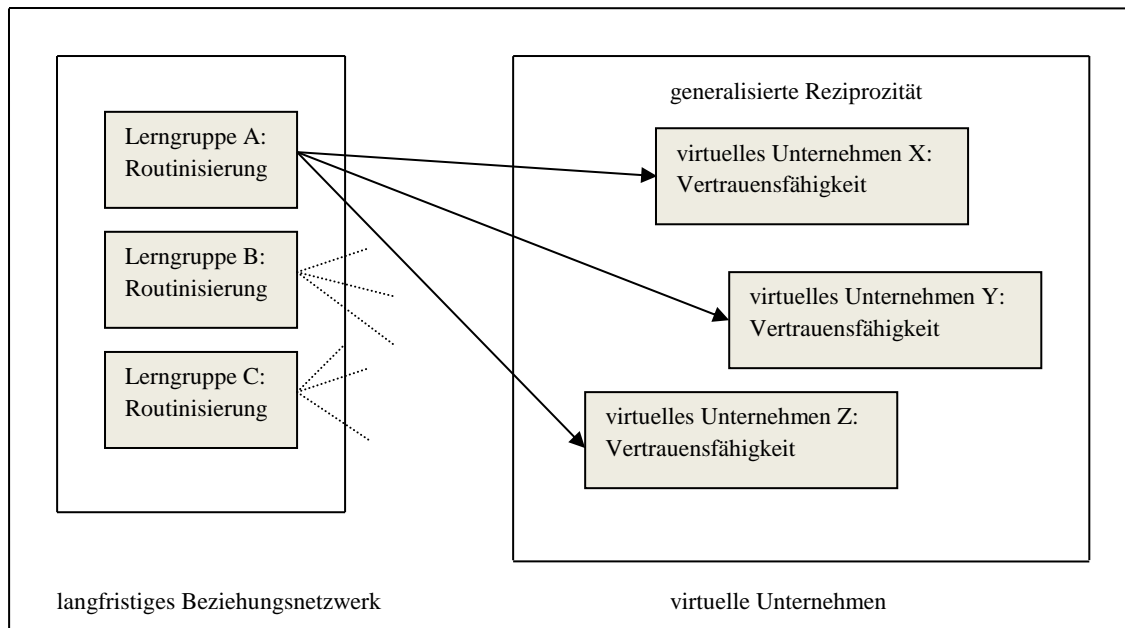 Lerngruppe A:
Routinisierung
Lerngruppe B:
Routinisierung
Lerngruppe C:
Routinisierung
langfristiges Beziehungsnetzwerk
generalisierte Reziprozität
virtuelles Unternehmen X:
Vertrauensfähigkeit
virtuelles Unternehmen Y:
Vertrauensfähigkeit
virtuelles Unternehmen Z:
Vertrauensfähigkeit
virtuelle Unternehmen